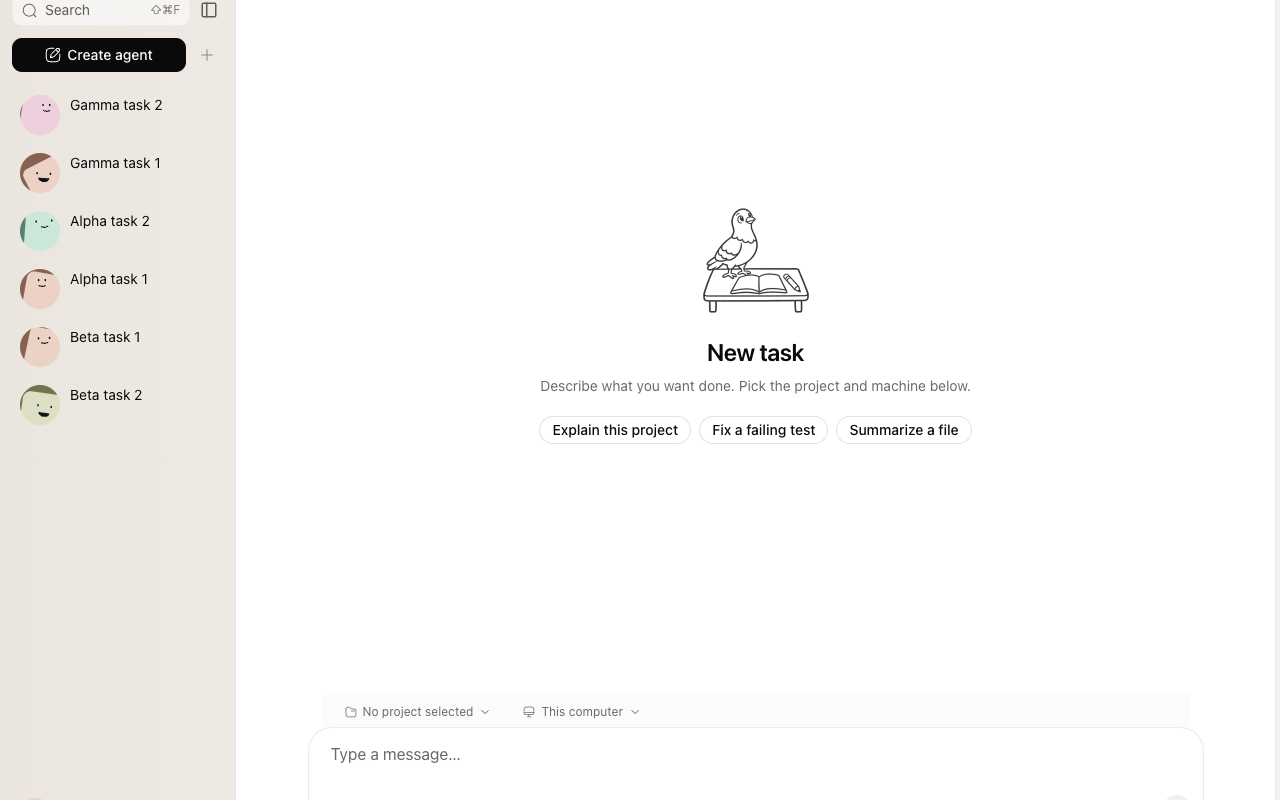 Search ⇧⌘F
Create agent
Gamma task 2
Gamma task 1
Alpha task 2
Alpha task 1
Beta task 1
Beta task 2
New task
Describe what you want done. Pick the project and machine below.
Explain this project
Fix a failing test
Summarize a file
No project selected
This computer
Type a message...